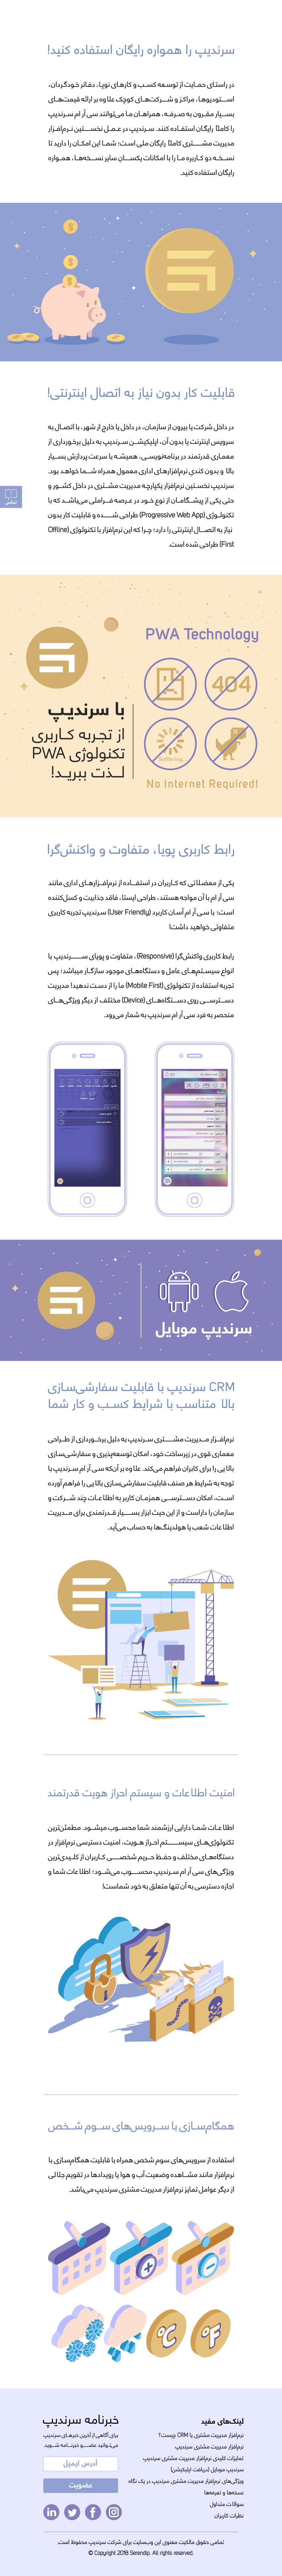 سرندیپ را همواره رایگان استفاده کنید!
در راستای حمایت از توسعه کسب و کارهای نوپا، دفاتر خودگردان،
استودیوها، مراکز و شرکت‌های کوچک علاوه بر ارائه قیمت‌های
بسیار مقرون به صرفه، همراهان ما می‌توانند سی آر ام سرندیپ
را کاملاً رایگان استفاده کنند. سرندیپ در عمل نخستین نرم‌افزار
مدیریت مشتری کاملاً رایگان ملی است؛ شما این امکان را دارید تا
نسخه دو کاربره ما را با امکانات یکسان سایر نسخه‌ها، همواره
رایگان استفاده کنید.
قابلیت کار بدون نیاز به اتصال اینترنتی!
در داخل شرکت یا بیرون از سازمان، در داخل یا خارج از شهر، با اتصال به
سرویس اینترنت یا بدون آن، اپلیکیشن سرندیپ به دلیل برخورداری از
معماری قدرتمند در برنامه‌نویسی، همیشه با سرعت پردازش بسیار
بالا و بدون کندیِ نرم‌افزارهای اداری معمول همراه شما خواهد بود.
سرندیپ نخستین نرم‌افزار یکپارچه مدیریت مشتری در داخل کشور و
حتی یکی از پیشگامان از نوع خود در عرصه فراملی می‌باشد که با
تکنولوژی (Progressive Web App) طراحی شده و قابلیت کار بدون
نیاز به اتصال اینترنتی را دارد؛ چرا که این نرم‌افزار با تکنولوژی (Offline
First) طراحی شده است.
تماس
PWA Technology
404
Buffering
No Internet Required!
با سرندیپ
از تجربه کاربری
تکنولوژی PWA
لذت ببرید!
رابط کاربری پویا، متفاوت و واکنش‌گرا
یکی از معضلاتی که کاربران در استفاده از نرم‌افزارهای اداری مانند
سی آر ام با آن مواجه هستند، طراحی ایستا، فاقد جذابیت و کسل‌کننده
است؛ با سی آر ام آسان کاربرد (User Friendly) سرندیپ تجربه کاربری
متفاوتی خواهید داشت!
رابط کاربری واکنش‌گرا (Responsive)، متفاوت و پویای سرندیپ با
انواع سیستم‌های عامل و دستگاه‌های موجود سازگار میباشد؛ پس
تجربه استفاده از تکنولوژی (Mobile First) ما را از دست ندهید! مدیریت
دسترسی روی دستگاه‌های (Device) مختلف از دیگر ویژگی‌های
منحصر به فرد سی آر ام سرندیپ به شمار می‌رود.
سرندیپ موبایل
CRM سرندیپ با قابلیت سفارشی‌سازی
بالا متناسب با شرایط کسب و کار شما
نرم‌افزار مدیریت مشتری سرندیپ به دلیل برخورداری از طراحی
معماری قوی در زیرساخت خود، امکان توسعه‌پذیری و سفارشی‌سازی
بالایی را برای کابران فراهم می‌کند. علاوه بر آن‌که سی آر ام سرندیپ با
توجه به شرایط هر صنف قابلیت سفارشی‌سازی بالایی را فراهم آورده
است، امکان دسترسی همزمان کاربر به اطلاعات چند شرکت و
سازمان را داراست و از این حیث ابزار بسیار قدرتمندی برای مدیریت
اطلاعات شعب یا هولدینگ‌ها به حساب می‌آید.
امنیت اطلاعات و سیستم احراز هویت قدرتمند
اطلاعات شما دارایی ارزشمند شما محسوب میشود. مطمئن‌ترین
تکنولوژی‌های سیستم احراز هویت، امنیت دسترسی نرم‌افزار در
دستگاه‌های مختلف و حفظ حریم شخصی کاربران از کلیدی‌ترین
ویژگی‌های سی آر ام سرندیپ محسوب می‌شود؛ اطلاعات شما و
اجازه دسترسی به آن تنها متعلق به خود شماست!
همگام‌سازی با سرویس‌های سوم شخص
استفاده از سرویس‌های سوم شخص همراه با قابلیت همگام‌سازی با
نرم‌افزار مانند مشاهده وضعیت آب و هوا یا رویدادها در تقویم جلالی
از دیگر عوامل تمایز نرم‌افزار مدیریت مشتری سرندیپ می‌باشد.
°C
°F
لینک‌های مفید
نرم‌افزار مدیریت مشتری یا CRM چیست؟
نرم‌افزار مدیریت مشتری سرندیپ
تمایزات کلیدی نرم‌افزار مدیریت مشتری سرندیپ
سرندیپ موبایل (دریافت اپلیکیشن)
ویژگی‌های نرم‌افزار مدیریت مشتری سرندیپ در یک نگاه
نسخه‌ها و تعرفه‌ها
سوالات متداول
نظرات کاربران
خبرنامه سرندیپ
برای آگاهی از آخرین خبرهای سرندیپ
می‌توانید عضو خبرنامه شوید.
آدرس ایمیل
عضویت
تمامی حقوق مالکیت معنوی این وب‌سایت برای شرکت سرندیپ محفوظ است.
© Copyright 2018 Serendip. All rights reserved.